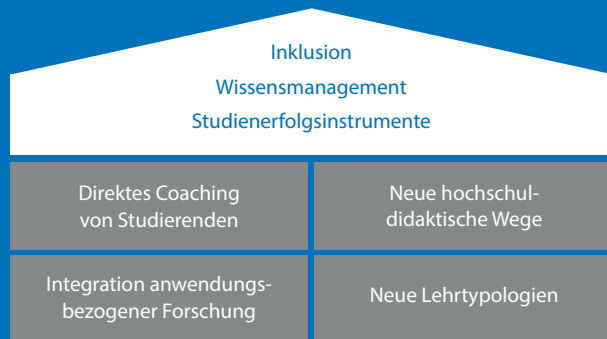 Inklusion
Wissensmanagement
Studienerfolgsinstrumente
Direktes Coaching
von Studierenden
Neue hochschul-
didaktische Wege
Integration anwendungs-
bezogener Forschung
Neue Lehrtypologien